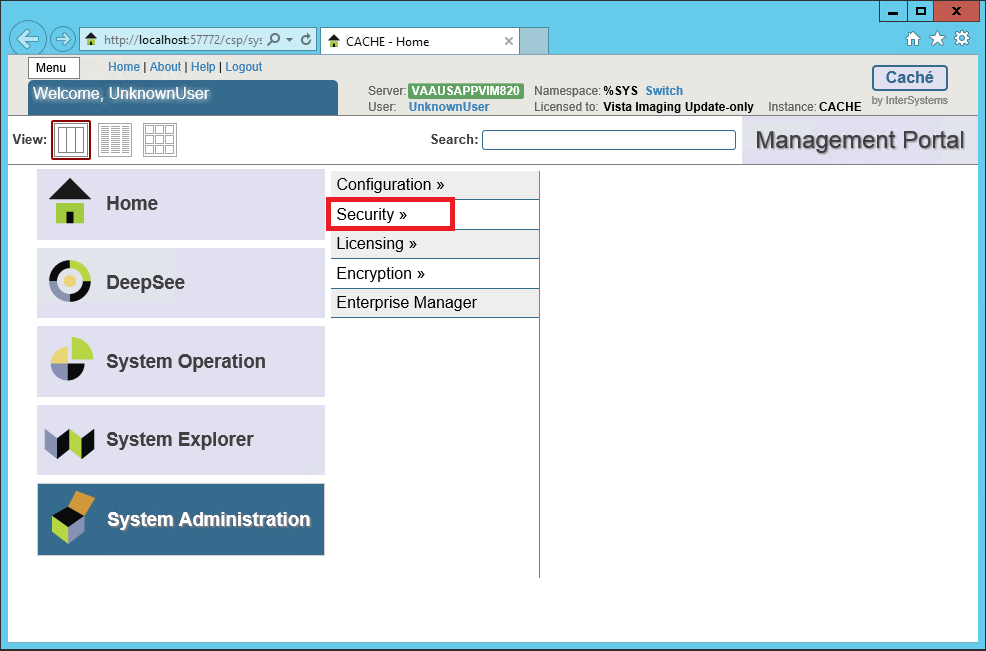 http://localhost:57772/csp/sys
CACHE - Home
Menu
Home | About | Help | Logout
Welcome, UnknownUser
Server: VAAUSAPPVIM820 Namespace: %SYS Switch
User: UnknownUser Licensed to: Vista Imaging Update-only Instance: CACHE
Caché
by InterSystems
View:
Search:
Management Portal
Home
DeepSee
System Operation
System Explorer
System Administration
Configuration »
Security »
Licensing »
Encryption »
Enterprise Manager